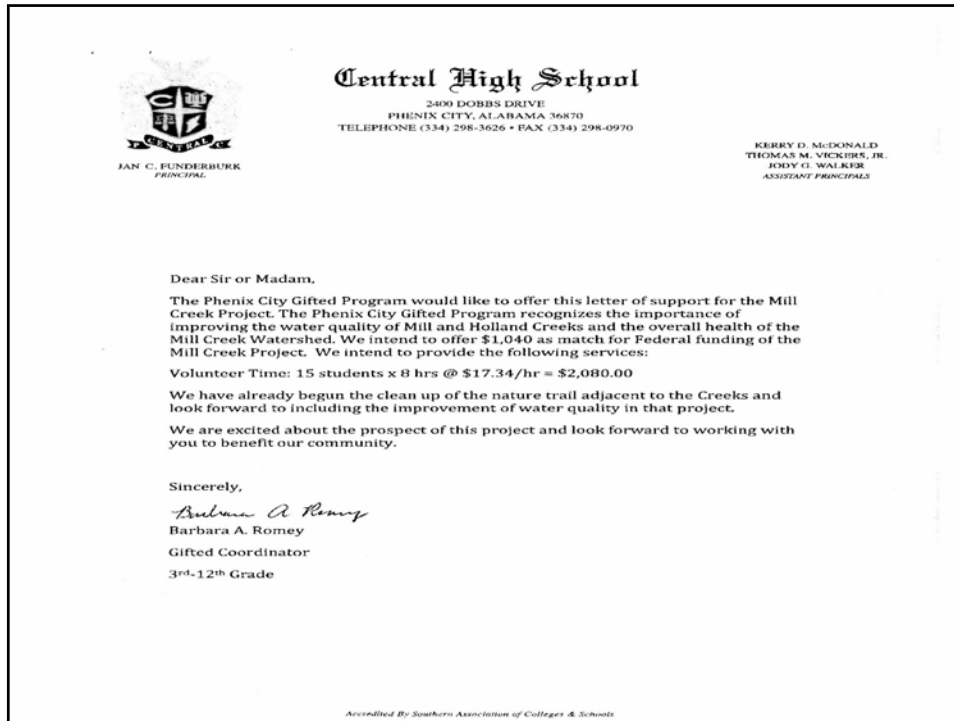 Central High School
2400 DOBBS DRIVE
PHENIX CITY, ALABAMA 36870
TELEPHONE (334) 298-3626 • FAX (334) 298-0970
P CENTRAL C
JAN C. FUNDERBURK
PRINCIPAL
KERRY D. McDONALD
THOMAS M. VICKERS, JR.
JODY G. WALKER
ASSISTANT PRINCIPALS
Dear Sir or Madam,
The Phenix City Gifted Program would like to offer this letter of support for the Mill
Creek Project. The Phenix City Gifted Program recognizes the importance of
improving the water quality of Mill and Holland Creeks and the overall health of the
Mill Creek Watershed. We intend to offer $1,040 as match for Federal funding of the
Mill Creek Project. We intend to provide the following services:
Volunteer Time: 15 students x 8 hrs @ $17.34/hr = $2,080.00
We have already begun the clean up of the nature trail adjacent to the Creeks and
look forward to including the improvement of water quality in that project.
We are excited about the prospect of this project and look forward to working with
you to benefit our community.
Sincerely,
Barbara A Romey
Barbara A. Romey
Gifted Coordinator
3rd-12th Grade
Accredited By Southern Association of Colleges & Schools